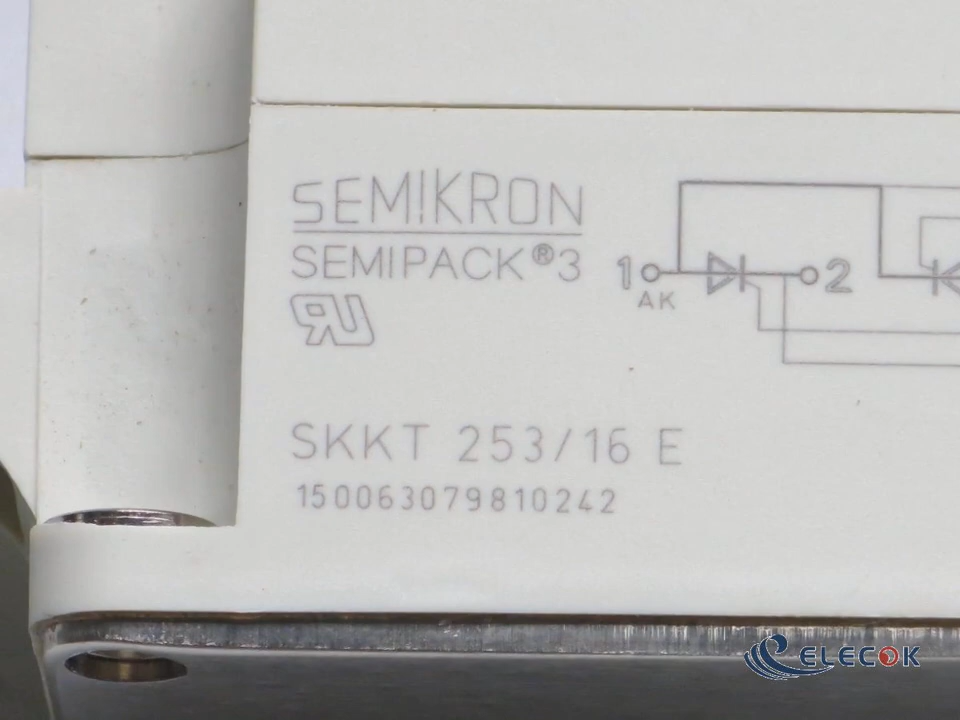 SEMIKRON
SEMIPACK®3
1
AK
2
SKKT 253/16 E
150063079810242
ELECOK